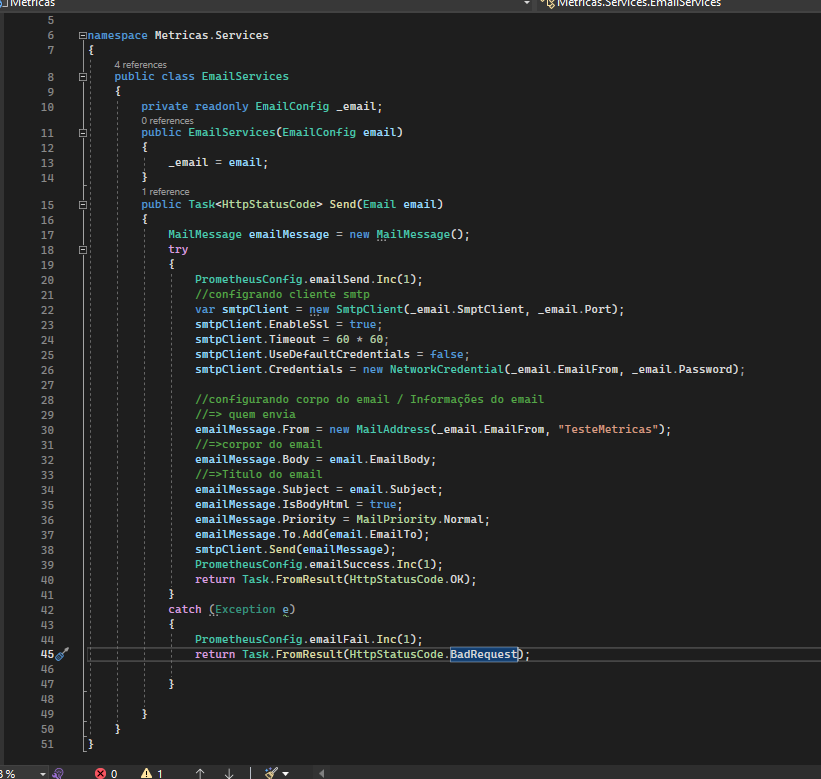 Metricas
Metricas.Services.EmailServices
5
6 namespace Metricas.Services
7 {
4 references
8 public class EmailServices
9 {
10 private readonly EmailConfig _email;
0 references
11 public EmailServices(EmailConfig email)
12 {
13 _email = email;
14 }
1 reference
15 public Task<HttpStatusCode> Send(Email email)
16 {
17 MailMessage emailMessage = new MailMessage();
18 try
19 {
20 PrometheusConfig.emailSend.Inc(1);
21 //configrando cliente smtp
22 var smtpClient = new SmtpClient(_email.SmptClient, _email.Port);
23 smtpClient.EnableSsl = true;
24 smtpClient.Timeout = 60 * 60;
25 smtpClient.UseDefaultCredentials = false;
26 smtpClient.Credentials = new NetworkCredential(_email.EmailFrom, _email.Password);
27
28 //configurando corpo do email / Informações do email
29 //=> quem envia
30 emailMessage.From = new MailAddress(_email.EmailFrom, "TesteMetricas");
31 //=>corpor do email
32 emailMessage.Body = email.EmailBody;
33 //=>Titulo do email
34 emailMessage.Subject = email.Subject;
35 emailMessage.IsBodyHtml = true;
36 emailMessage.Priority = MailPriority.Normal;
37 emailMessage.To.Add(email.EmailTo);
38 smtpClient.Send(emailMessage);
39 PrometheusConfig.emailSuccess.Inc(1);
40 return Task.FromResult(HttpStatusCode.OK);
41 }
42 catch (Exception e)
43 {
44 PrometheusConfig.emailFail.Inc(1);
45 return Task.FromResult(HttpStatusCode.BadRequest);
46
47 }
48
49 }
50 }
51 }
% 0 1